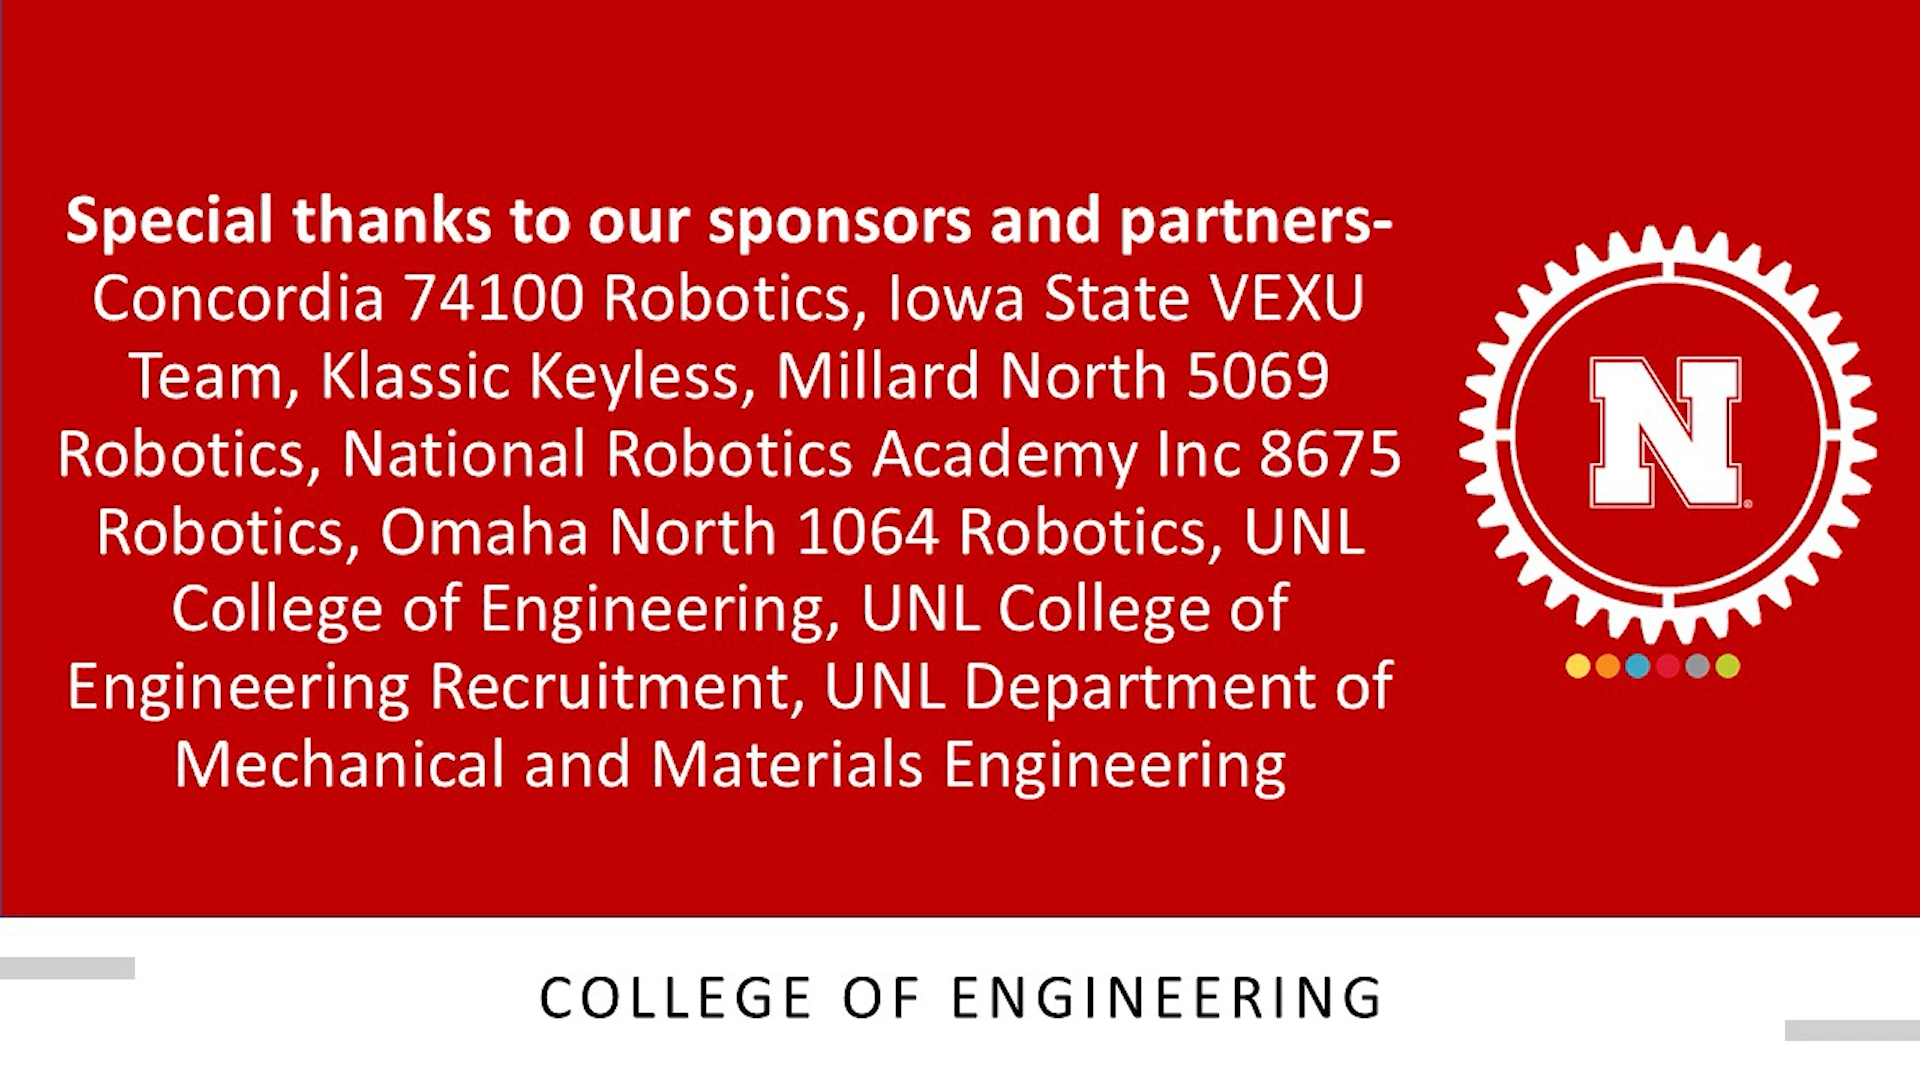 Special thanks to our sponsors and partners-
Concordia 74100 Robotics, Iowa State VEXU
Team, Klassic Keyless, Millard North 5069
Robotics, National Robotics Academy Inc 8675
Robotics, Omaha North 1064 Robotics, UNL
College of Engineering, UNL College of
Engineering Recruitment, UNL Department of
Mechanical and Materials Engineering
N®
COLLEGE OF ENGINEERING